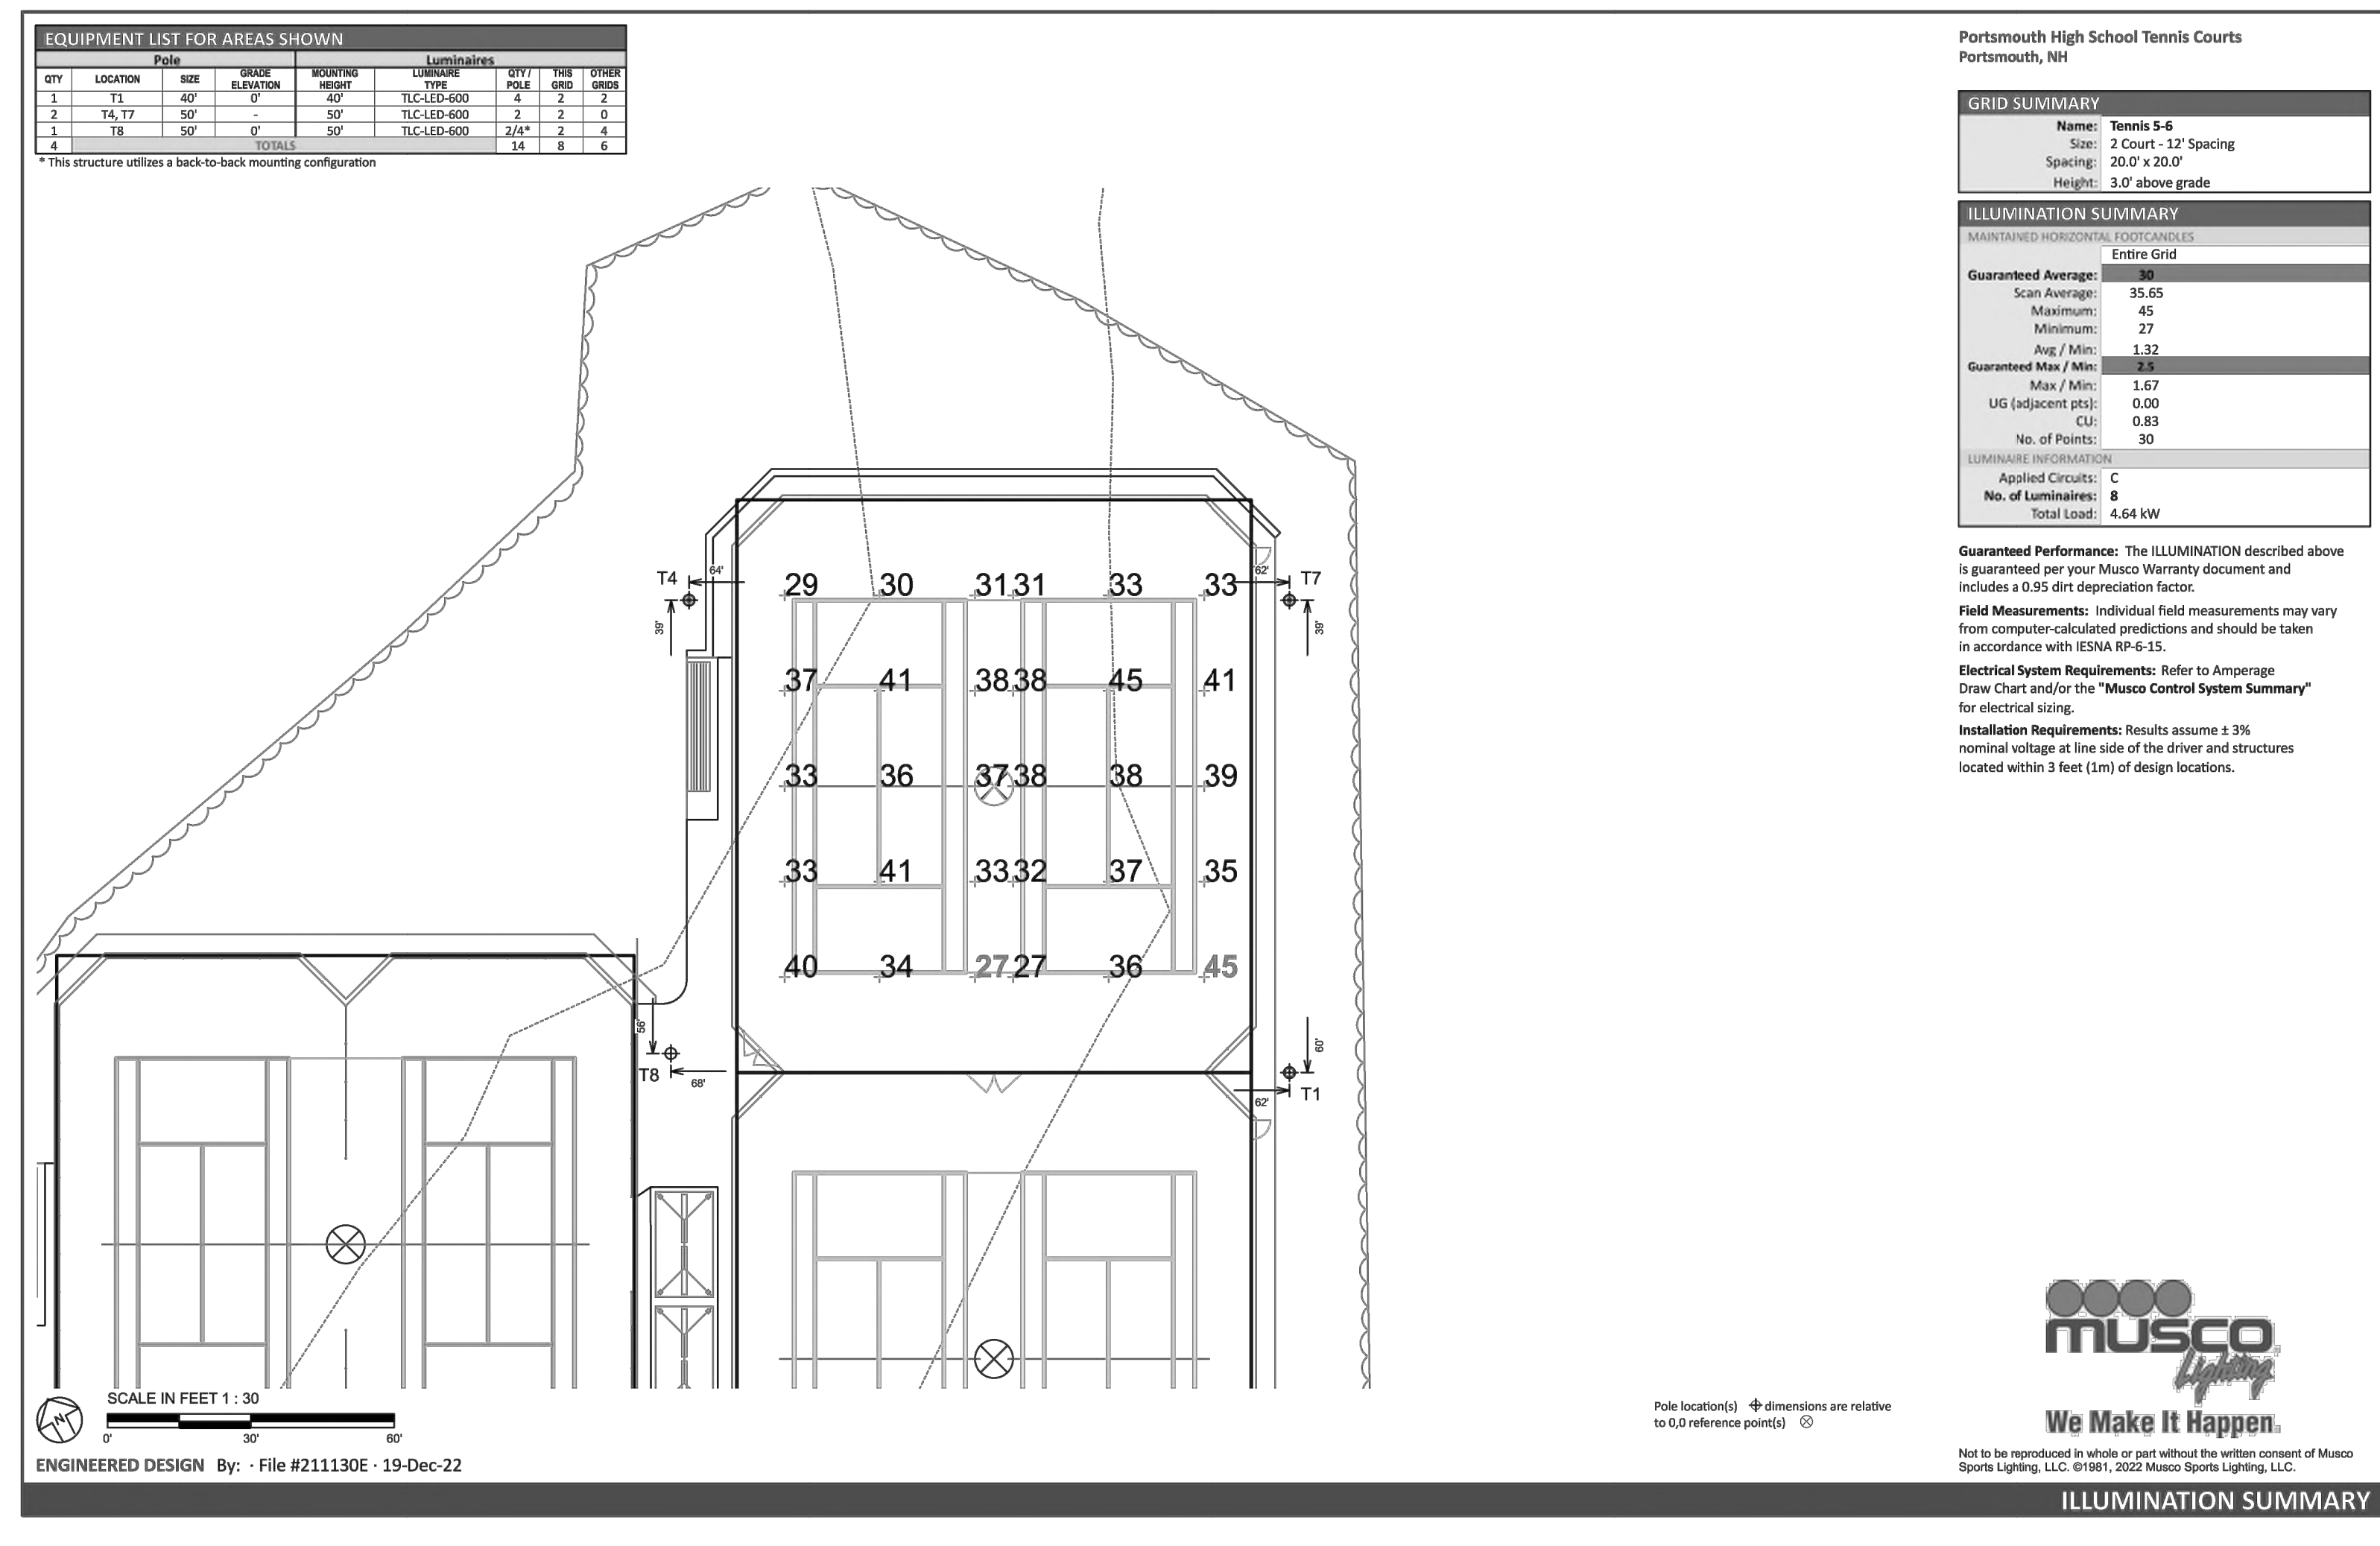 EQUIPMENT LIST FOR AREAS SHOWN
Pole Luminaires
QTY LOCATION SIZE GRADE ELEVATION MOUNTING HEIGHT LUMINAIRE TYPE QTY / POLE THIS GRID OTHER GRIDS
1 T1 40' 0' 40' TLC-LED-600 4 2 2
2 T4, T7 50' - 50' TLC-LED-600 2 2 0
1 T8 50' 0' 50' TLC-LED-600 2/4* 2 4
4 TOTALS 14 8 6
* This structure utilizes a back-to-back mounting configuration
Portsmouth High School Tennis Courts
Portsmouth, NH
GRID SUMMARY
Name: Tennis 5-6
Size: 2 Court - 12' Spacing
Spacing: 20.0' x 20.0'
Height: 3.0' above grade
ILLUMINATION SUMMARY
MAINTAINED HORIZONTAL FOOTCANDLES
Entire Grid
Guaranteed Average: 30
Scan Average: 35.65
Maximum: 45
Minimum: 27
Avg / Min: 1.32
Guaranteed Max / Min: 2.5
Max / Min: 1.67
UG (adjacent pts): 0.00
CU: 0.83
No. of Points: 30
LUMINAIRE INFORMATION
Applied Circuits: C
No. of Luminaires: 8
Total Load: 4.64 kW
Guaranteed Performance: The ILLUMINATION described above
is guaranteed per your Musco Warranty document and
includes a 0.95 dirt depreciation factor.
Field Measurements: Individual field measurements may vary
from computer-calculated predictions and should be taken
in accordance with IESNA RP-6-15.
Electrical System Requirements: Refer to Amperage
Draw Chart and/or the "Musco Control System Summary"
for electrical sizing.
Installation Requirements: Results assume ± 3%
nominal voltage at line side of the driver and structures
located within 3 feet (1m) of design locations.
T4 64' 62' T7
39' 39'
29 30 31 31 33 33
37 41 38 38 45 41
33 36 37 38 38 39
33 41 33 32 37 35
40 34 27 27 36 45
56' 60'
T8 68' 62' T1
N
SCALE IN FEET 1 : 30
0' 30' 60'
ENGINEERED DESIGN By: · File #211130E · 19-Dec-22
Pole location(s) dimensions are relative
to 0,0 reference point(s)
musco
Lighting
We Make It Happen.
Not to be reproduced in whole or part without the written consent of Musco
Sports Lighting, LLC. ©1981, 2022 Musco Sports Lighting, LLC.
ILLUMINATION SUMMARY